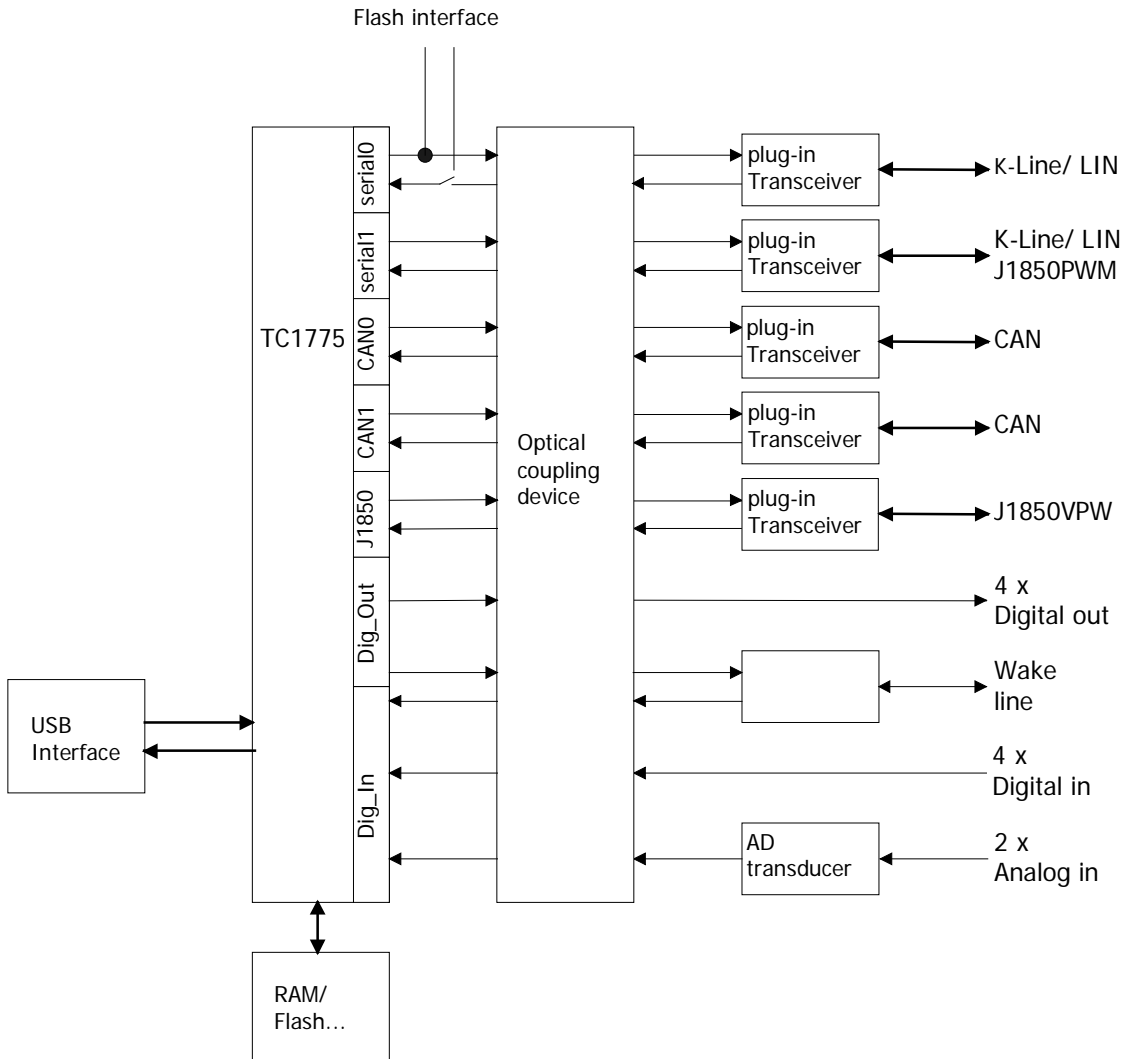 Flash interface
serial0
plug-in
Transceiver
K-Line/ LIN
serial1
plug-in
Transceiver
K-Line/ LIN
J1850PWM
TC1775
CAN0
plug-in
Transceiver
CAN
CAN1
Optical
coupling
device
plug-in
Transceiver
CAN
J1850
plug-in
Transceiver
J1850VPW
Dig_Out
4 x
Digital out
Wake
line
USB
Interface
Dig_In
4 x
Digital in
AD
transducer
2 x
Analog in
RAM/
Flash...